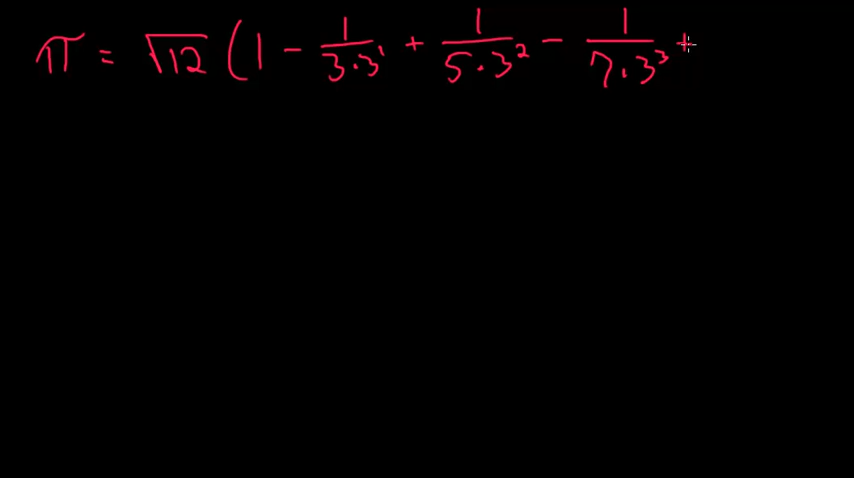 π = √12 (1 - 1/(3·3¹) + 1/(5·3²) - 1/(7·3³) +